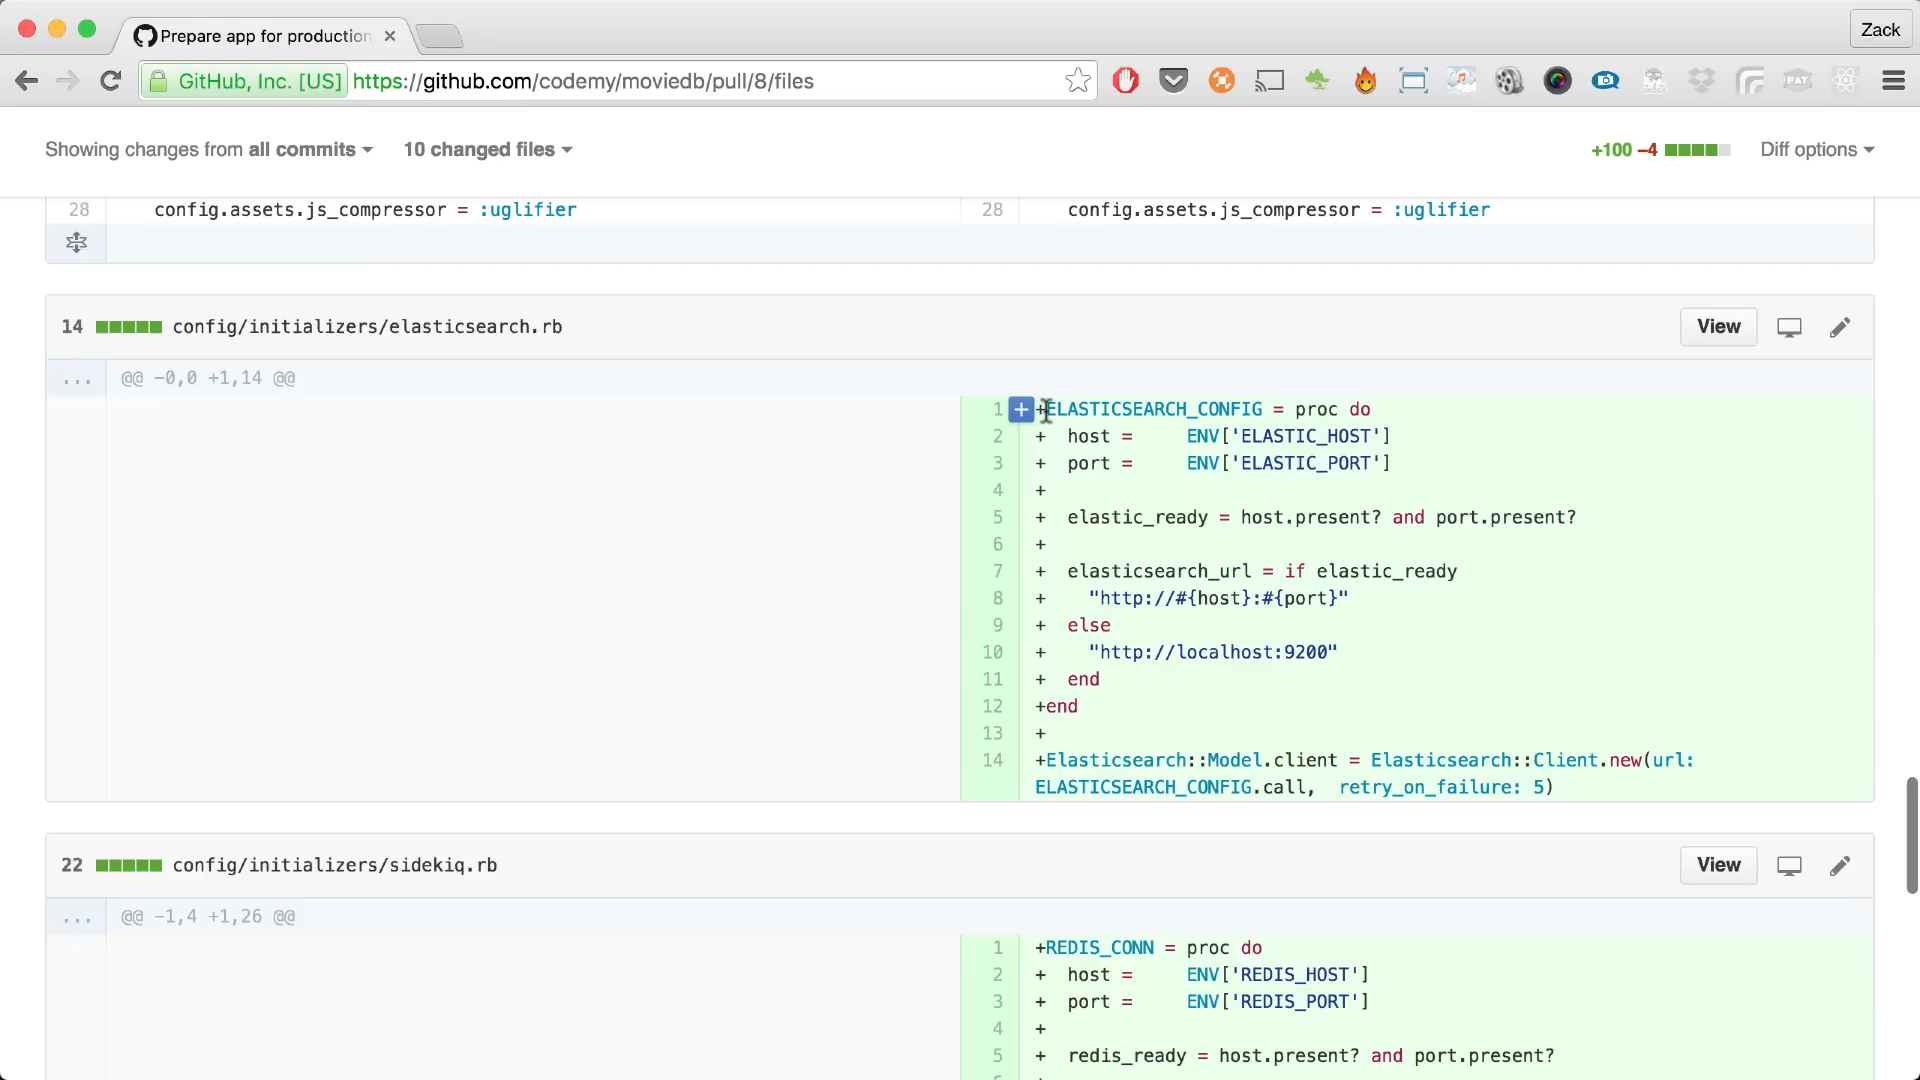 Prepare app for production
Zack
GitHub, Inc. [US] https://github.com/codemy/moviedb/pull/8/files
Showing changes from all commits 10 changed files +100 −4 Diff options
28 config.assets.js_compressor = :uglifier 28 config.assets.js_compressor = :uglifier
14 config/initializers/elasticsearch.rb View
... @@ -0,0 +1,14 @@
1 +ELASTICSEARCH_CONFIG = proc do
2 + host = ENV['ELASTIC_HOST']
3 + port = ENV['ELASTIC_PORT']
4 +
5 + elastic_ready = host.present? and port.present?
6 +
7 + elasticsearch_url = if elastic_ready
8 + "http://#{host}:#{port}"
9 + else
10 + "http://localhost:9200"
11 + end
12 +end
13 +
14 +Elasticsearch::Model.client = Elasticsearch::Client.new(url:
ELASTICSEARCH_CONFIG.call, retry_on_failure: 5)
22 config/initializers/sidekiq.rb View
... @@ -1,4 +1,26 @@
1 +REDIS_CONN = proc do
2 + host = ENV['REDIS_HOST']
3 + port = ENV['REDIS_PORT']
4 +
5 + redis_ready = host.present? and port.present?